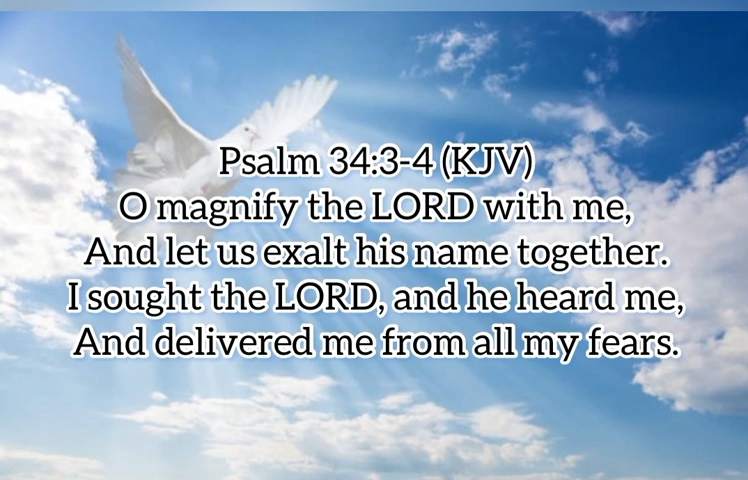 Psalm 34:3-4 (KJV)
O magnify the LORD with me,
And let us exalt his name together.
I sought the LORD, and he heard me,
And delivered me from all my fears.